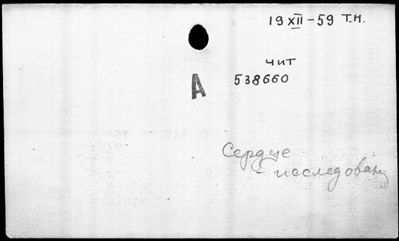 19 XII - 59 Т.Н.
чит
A
538660
Сердце
- исследован